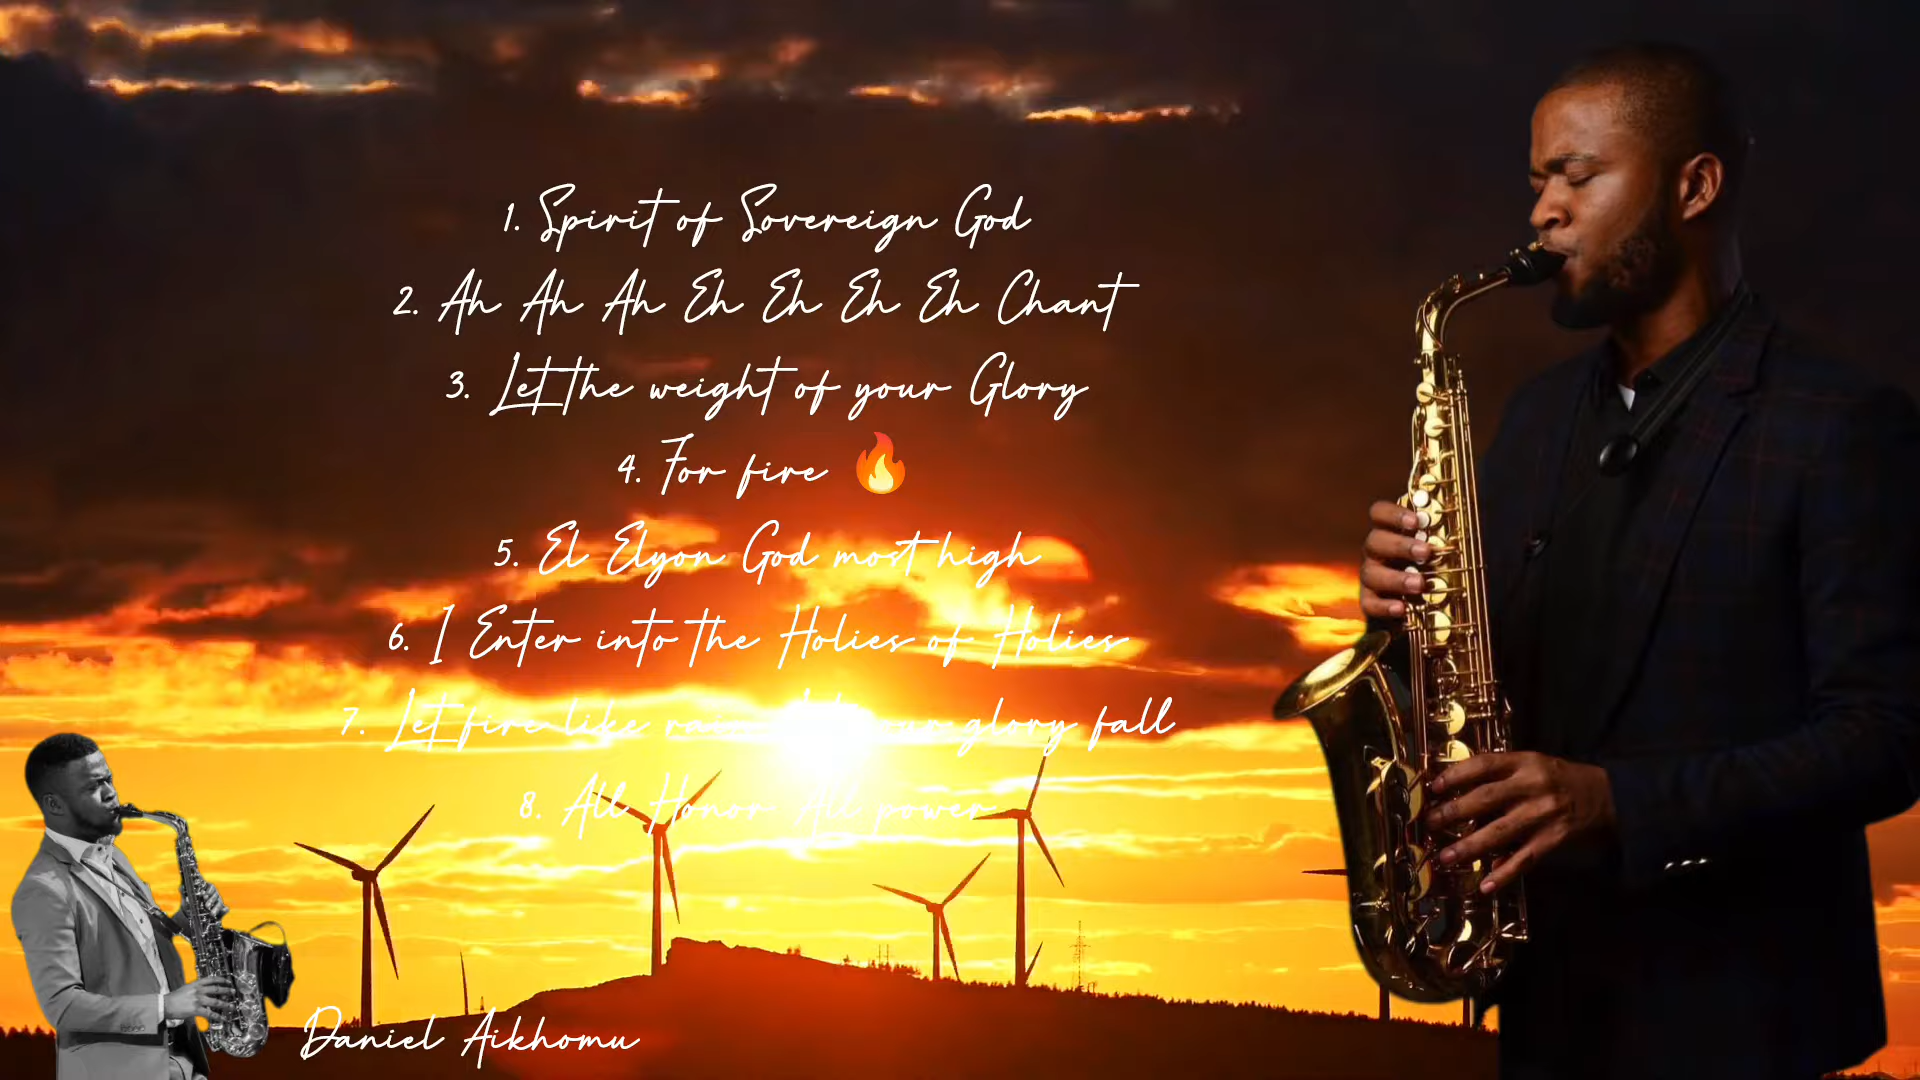 1. Spirit of Sovereign God
2. Ah Ah Ah Eh Eh Eh Eh Chant
3. Let the weight of your Glory
4. For fire 🔥
5. El Elyon God most high
6. I Enter into the Holies of Holies
7. Let fire like rain glory fall
8. All Honor All power
Daniel Aikhomu